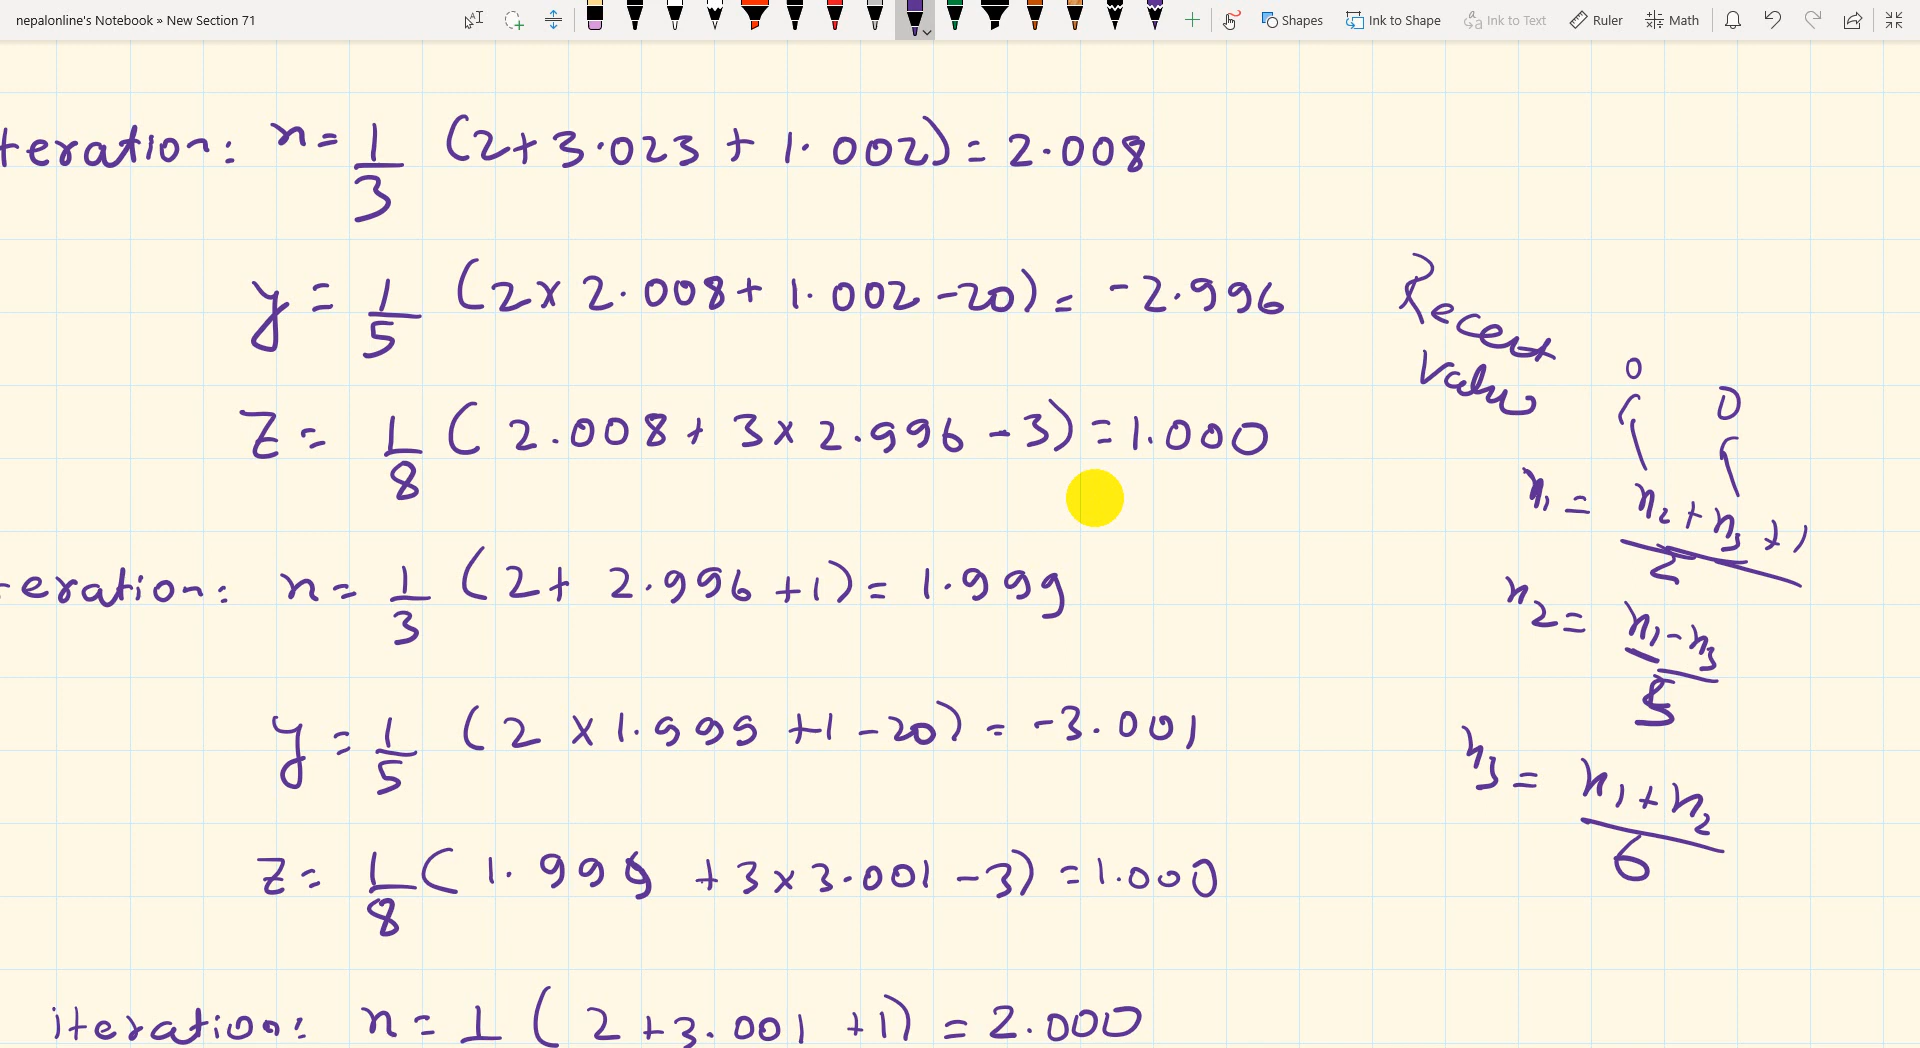 nepalonline's Notebook » New Section 71
Shapes
Ink to Shape
Ink to Text
Ruler
Math
teration: x = 1/3 (2+3.023 + 1.002) = 2.008
y = 1/5 (2 x 2.008 + 1.002 -20) = -2.996
z = 1/8 ( 2.008 + 3 x 2.996 - 3) = 1.000
eration: x = 1/3 (2+ 2.996 +1) = 1.999
y = 1/5 ( 2 x 1.999 +1 -20) = -3.001
z = 1/8 ( 1.999 + 3 x 3.001 -3) = 1.000
iteration: x = 1 ( 2 +3.001 +1) = 2.000
Recent
Value
0 0
x1 = x2 + x3 + 1 / 2
x2 = x1 - x3 / 5
x3 = x1 + x2 / 6